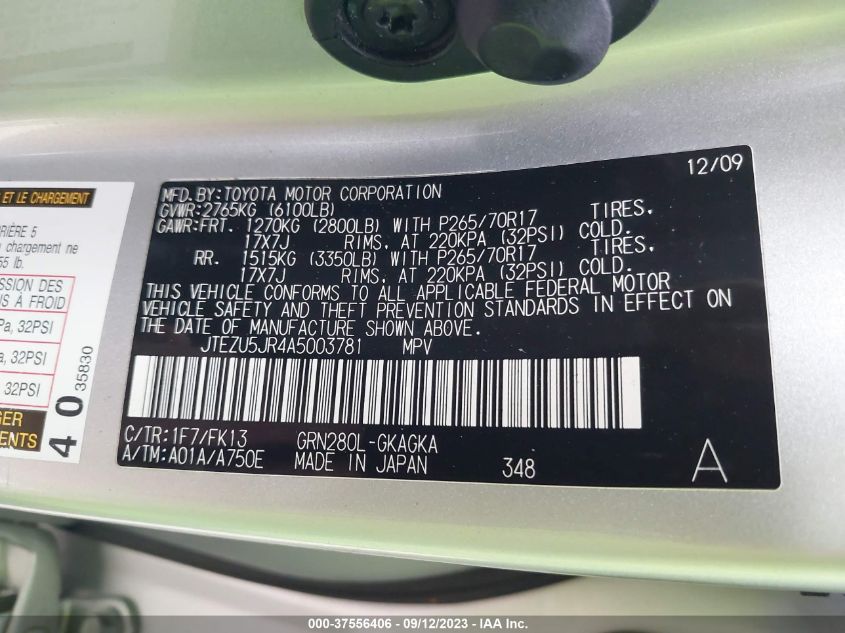 ET LE CHARGEMENT
RIÈRE 5
chargement ne
55 lb.
SSION DES
S À FROID
Pa, 32PSI
a, 32PSI
32PSI
GER
ENTS
4 0 35830
12/09
MFD. BY: TOYOTA MOTOR CORPORATION
GVWR: 2765KG (6100LB)
GAWR: FRT. 1270KG (2800LB) WITH P265/70R17 TIRES,
17X7J RIMS, AT 220KPA (32PSI) COLD.
RR. 1515KG (3350LB) WITH P265/70R17 TIRES,
17X7J RIMS, AT 220KPA (32PSI) COLD.
THIS VEHICLE CONFORMS TO ALL APPLICABLE FEDERAL MOTOR
VEHICLE SAFETY AND THEFT PREVENTION STANDARDS IN EFFECT ON
THE DATE OF MANUFACTURE SHOWN ABOVE.
JTEZU5JR4A5003781 MPV
C/TR: 1F7/FK13 GRN280L-GKAGKA
A/TM: A01A/A750E MADE IN JAPAN 348 A
000-37556406 - 09/12/2023 - IAA Inc.